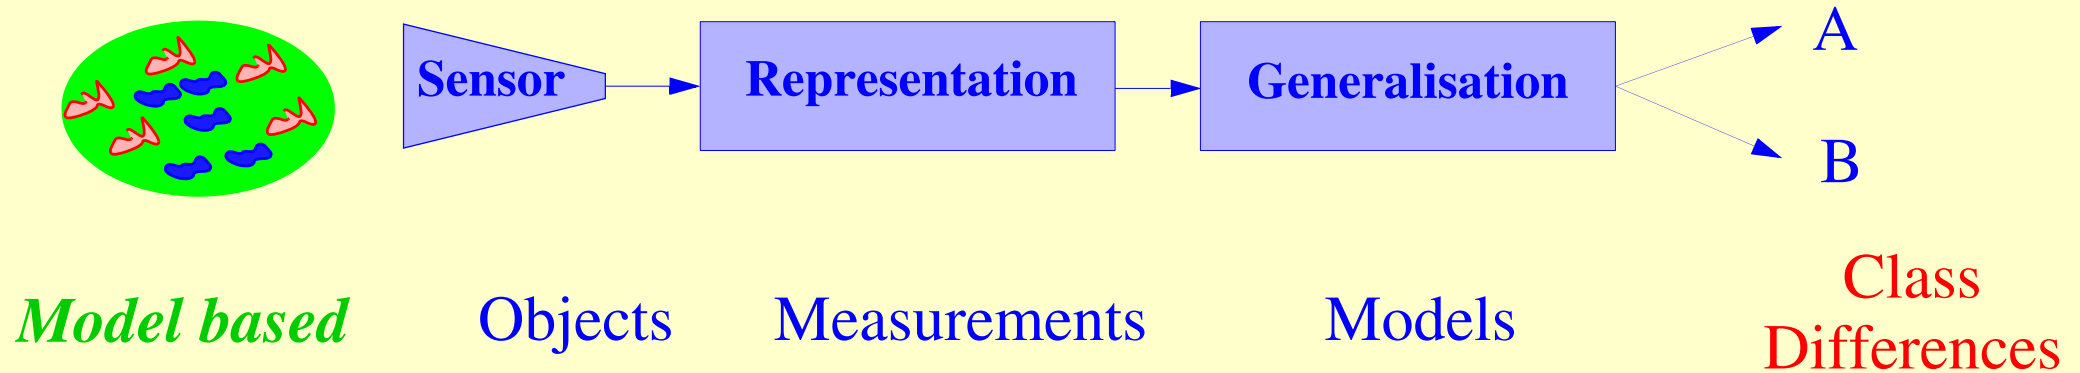 Sensor
Representation
Generalisation
A
B
Model based
Objects
Measurements
Models
Class
Differences